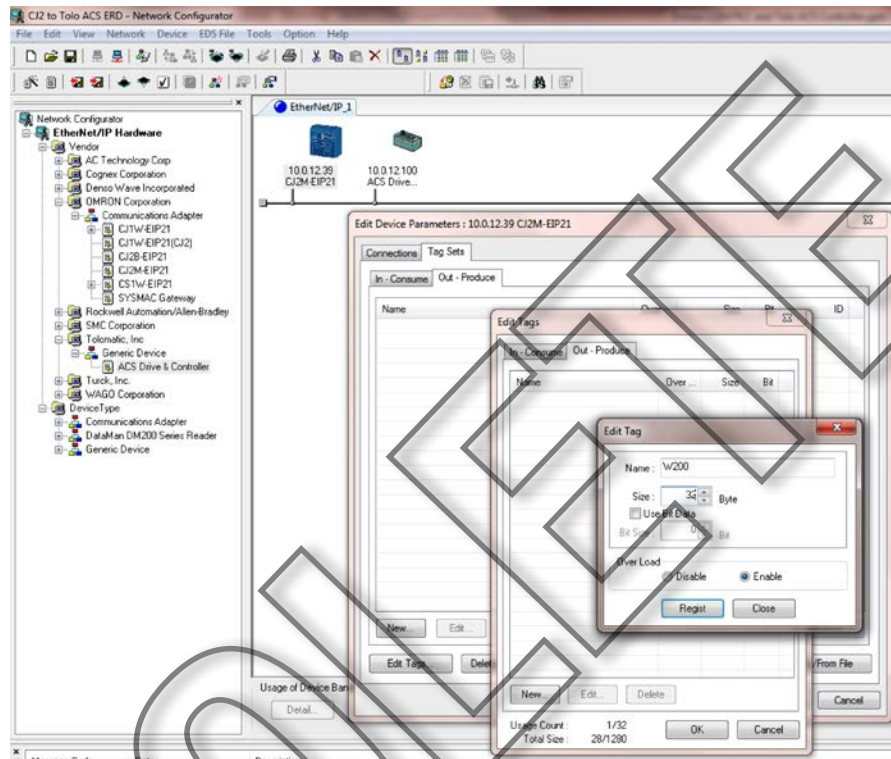 CJ2 to Tolo ACS ERD - Network Configurator
File Edit View Network Device EDS File Tools Option Help
Network Configurator
EtherNet/IP Hardware
Vendor
AC Technology Corp
Cognex Corporation
Denso Wave Incorporated
OMRON Corporation
Communications Adapter
CJ1W-EIP21
CJ1W-EIP21(CJ2)
CJ2B-EIP21
CJ2M-EIP21
CS1W-EIP21
SYSMAC Gateway
Rockwell Automation/Allen-Bradley
SMC Corporation
Tolomatic, Inc
Generic Device
ACS Drive & Controller
Turck, Inc.
WAGO Corporation
DeviceType
Communications Adapter
DataMan DM200 Series Reader
Generic Device
EtherNet/IP_1
10.0.12.39
CJ2M-EIP21
10.0.12.100
ACS Drive...
Edit Device Parameters : 10.0.12.39 CJ2M-EIP21
Connections Tag Sets
In - Consume Out - Produce
Name Over... Size Bit ID
New... Edit...
Edit Tags... Delete
/From File
Cancel
Usage of Device Ban
Detail...
Edit Tags
In - Consume Out - Produce
Name Over... Size Bit
New... Edit... Delete
Usage Count : 1/32
Total Size : 28/1280
OK Cancel
Edit Tag
Name : W200
Size : Byte
Use Bit Data
Bit Size : 0 Bit
Over Load
Disable Enable
Regist Close